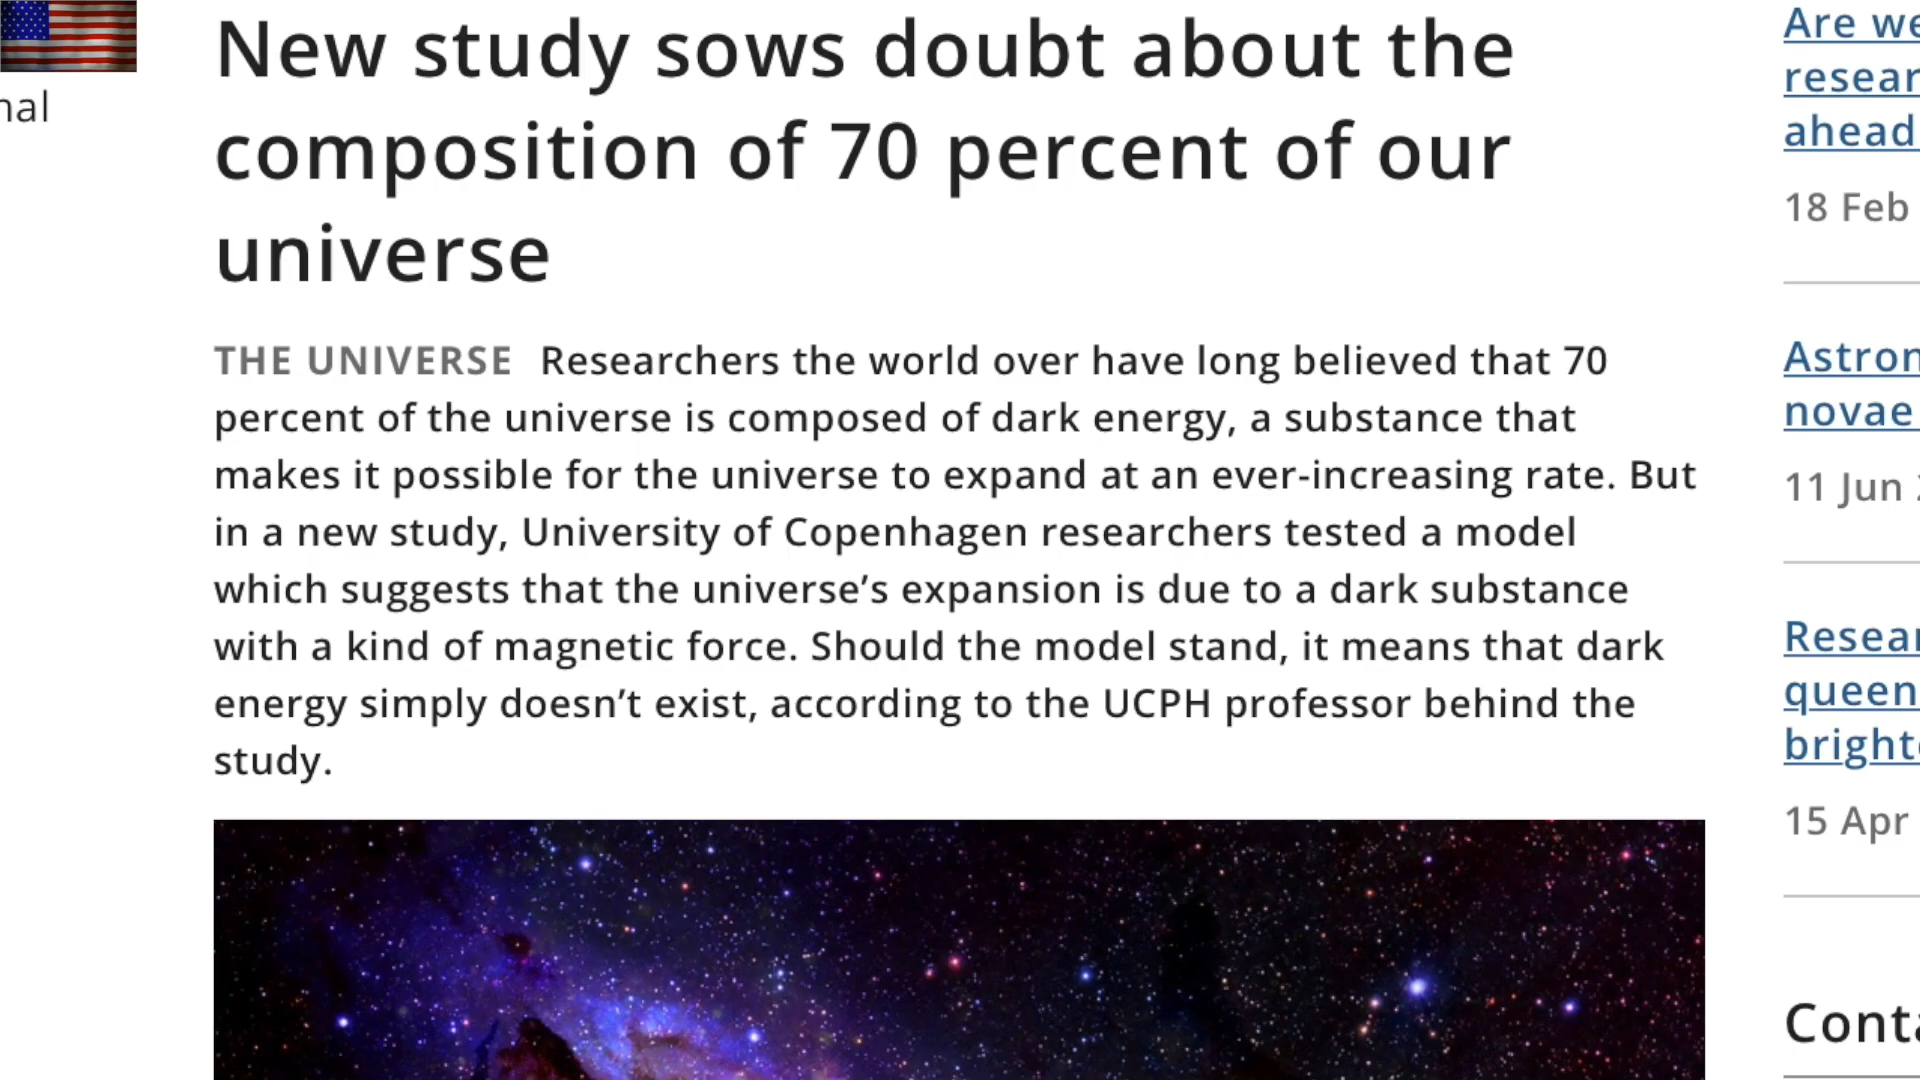 nal
New study sows doubt about the
composition of 70 percent of our
universe
THE UNIVERSE Researchers the world over have long believed that 70
percent of the universe is composed of dark energy, a substance that
makes it possible for the universe to expand at an ever-increasing rate. But
in a new study, University of Copenhagen researchers tested a model
which suggests that the universe’s expansion is due to a dark substance
with a kind of magnetic force. Should the model stand, it means that dark
energy simply doesn’t exist, according to the UCPH professor behind the
study.
Are we
resear
ahead
18 Feb
Astron
novae
11 Jun
Resear
queen
bright
15 Apr
Conta